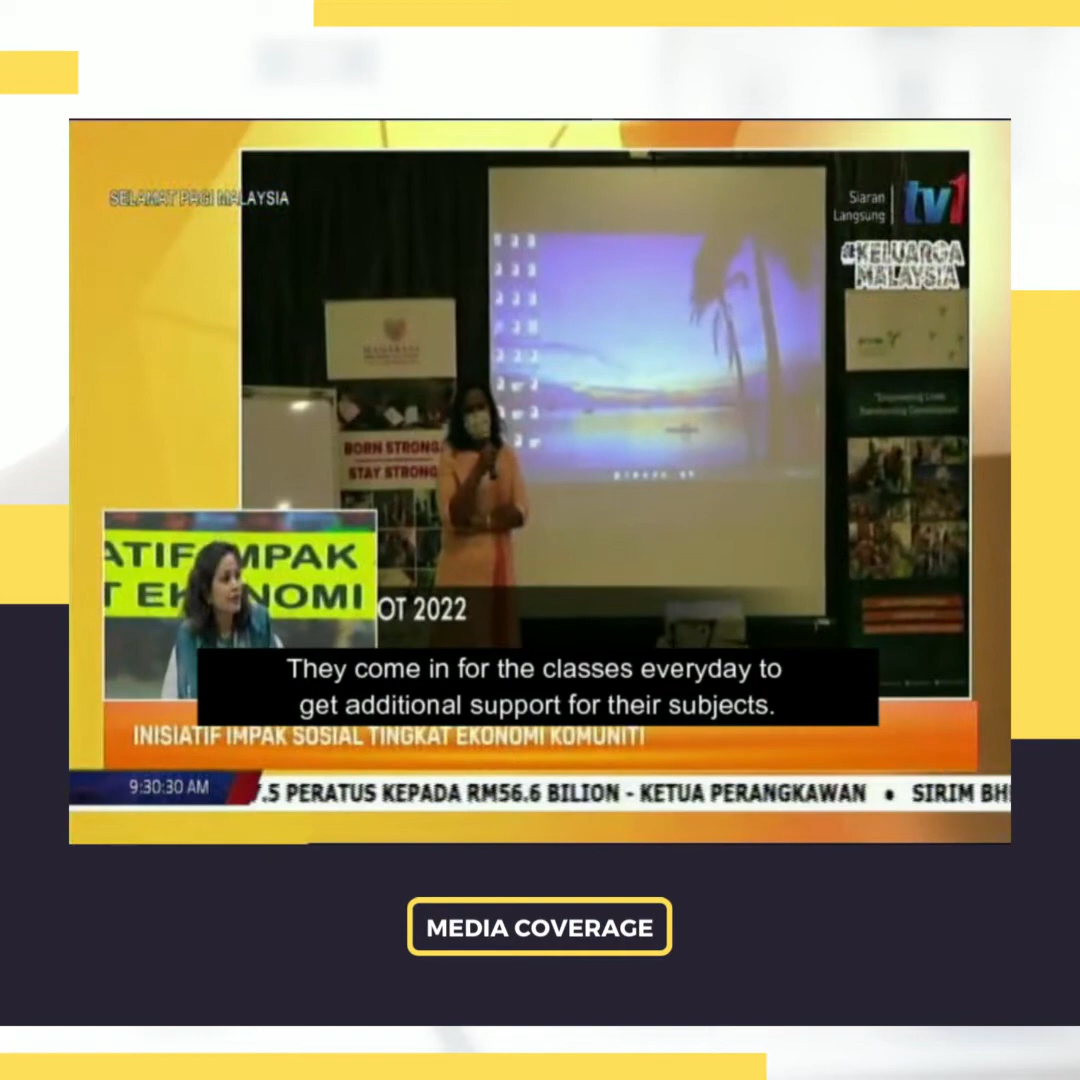 SELAMAT PAGI MALAYSIA
Siaran
Langsung
tv1
#KELUARGA
MALAYSIA
BORN STRONG
STAY STRONG
ATIF IMPAK
NOMI
OT 2022
They come in for the classes everyday to
get additional support for their subjects.
INISIATIF IMPAK SOSIAL TINGKAT EKONOMI KOMUNITI
9:30:30 AM
.5 PERATUS KEPADA RM56.6 BILION - KETUA PERANGKAWAN • SIRIM BH
MEDIA COVERAGE